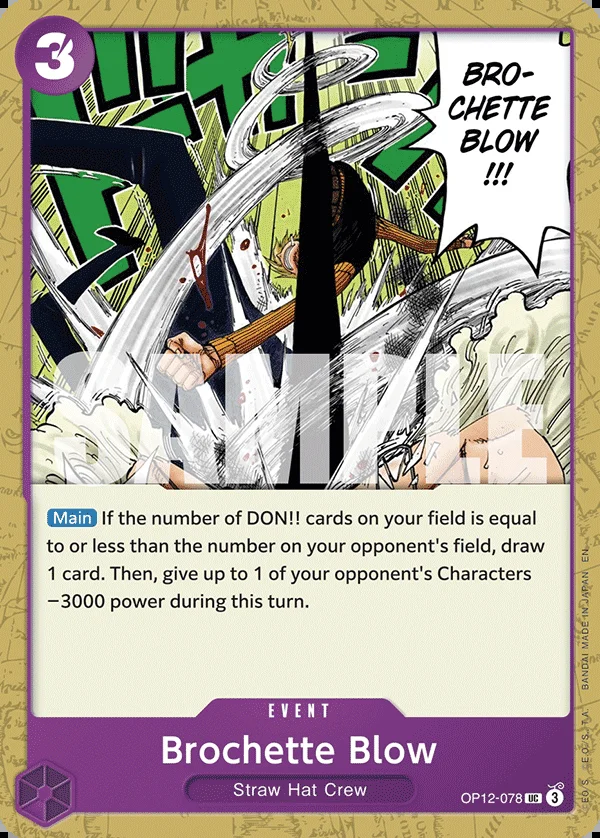 3
BRO-
CHETTE
BLOW
!!!
SAMPLE
Main If the number of DON!! cards on your field is equal
to or less than the number on your opponent's field, draw
1 card. Then, give up to 1 of your opponent's Characters
−3000 power during this turn.
EVENT
Brochette Blow
Straw Hat Crew
OP12-078 UC 3
BANDAI MADE IN JAPAN EN